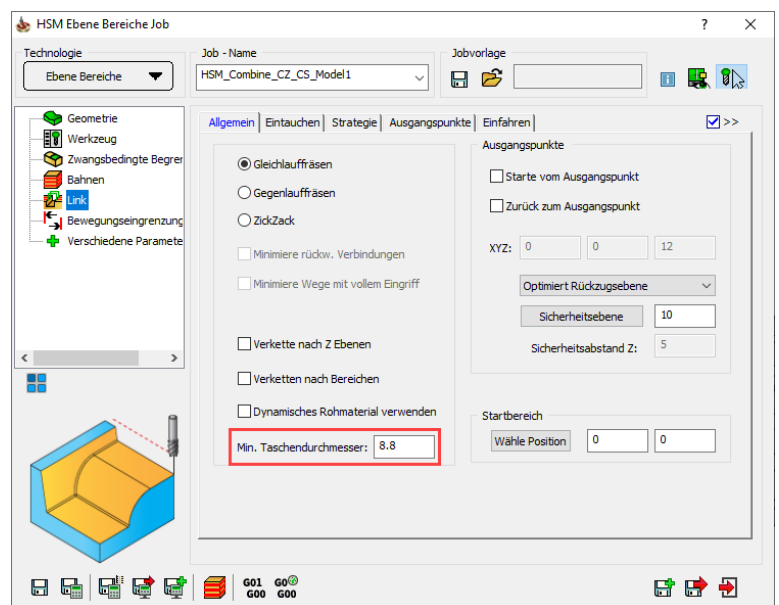 HSM Ebene Bereiche Job
Technologie
Ebene Bereiche
Job - Name
HSM_Combine_CZ_CS_Model1
Jobvorlage
Geometrie
Werkzeug
Zwangsbedingte Begrer
Bahnen
Link
Bewegungseingrenzung
Verschiedene Paramete
Allgemein
Eintauchen
Strategie
Ausgangspunkte
Einfahren
>>
Gleichlauffräsen
Gegenlauffräsen
ZickZack
Minimiere rückw. Verbindungen
Minimiere Wege mit vollem Eingriff
Verkette nach Z Ebenen
Verketten nach Bereichen
Dynamisches Rohmaterial verwenden
Min. Taschendurchmesser: 8.8
Ausgangspunkte
Starte vom Ausgangspunkt
Zurück zum Ausgangspunkt
XYZ: 0 0 12
Optimiert Rückzugsebene
Sicherheitsebene 10
Sicherheitsabstand Z: 5
Startbereich
Wähle Position 0 0
G01 G0
G00 G00